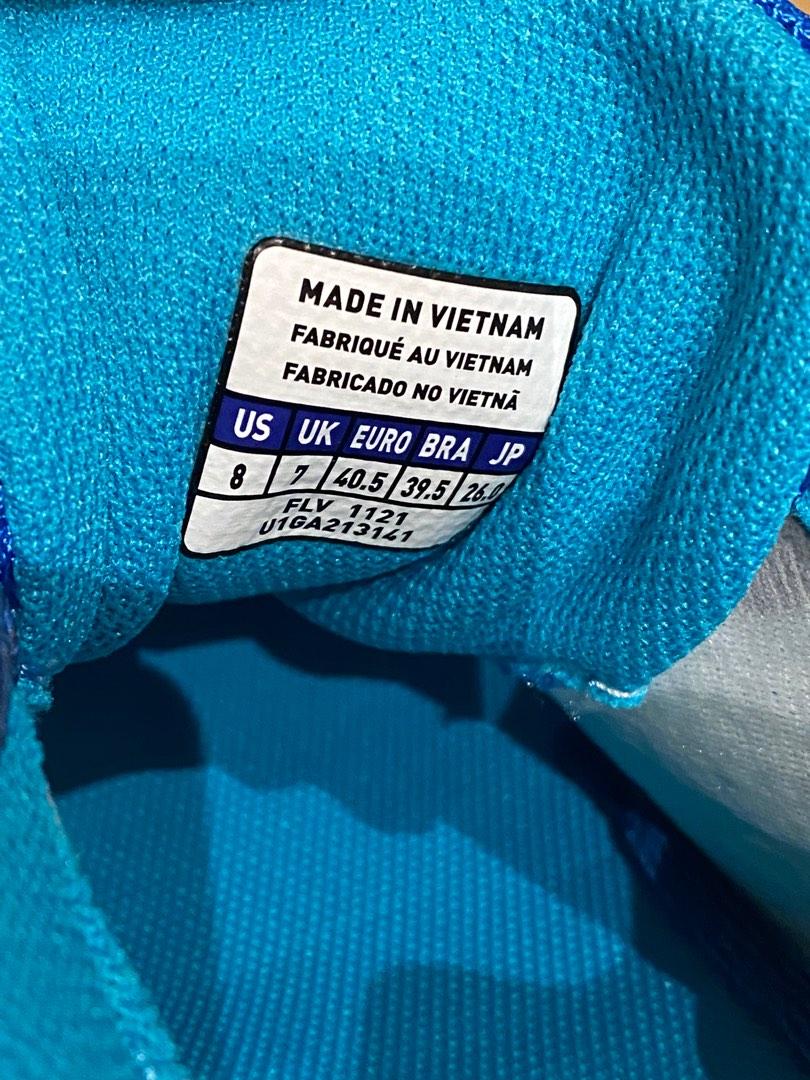 MADE IN VIETNAM
FABRIQUÉ AU VIETNAM
FABRICADO NO VIETNÃ
US UK EURO BRA JP
8 7 40.5 39.5 26.0
FLV 1121
U1GA213141